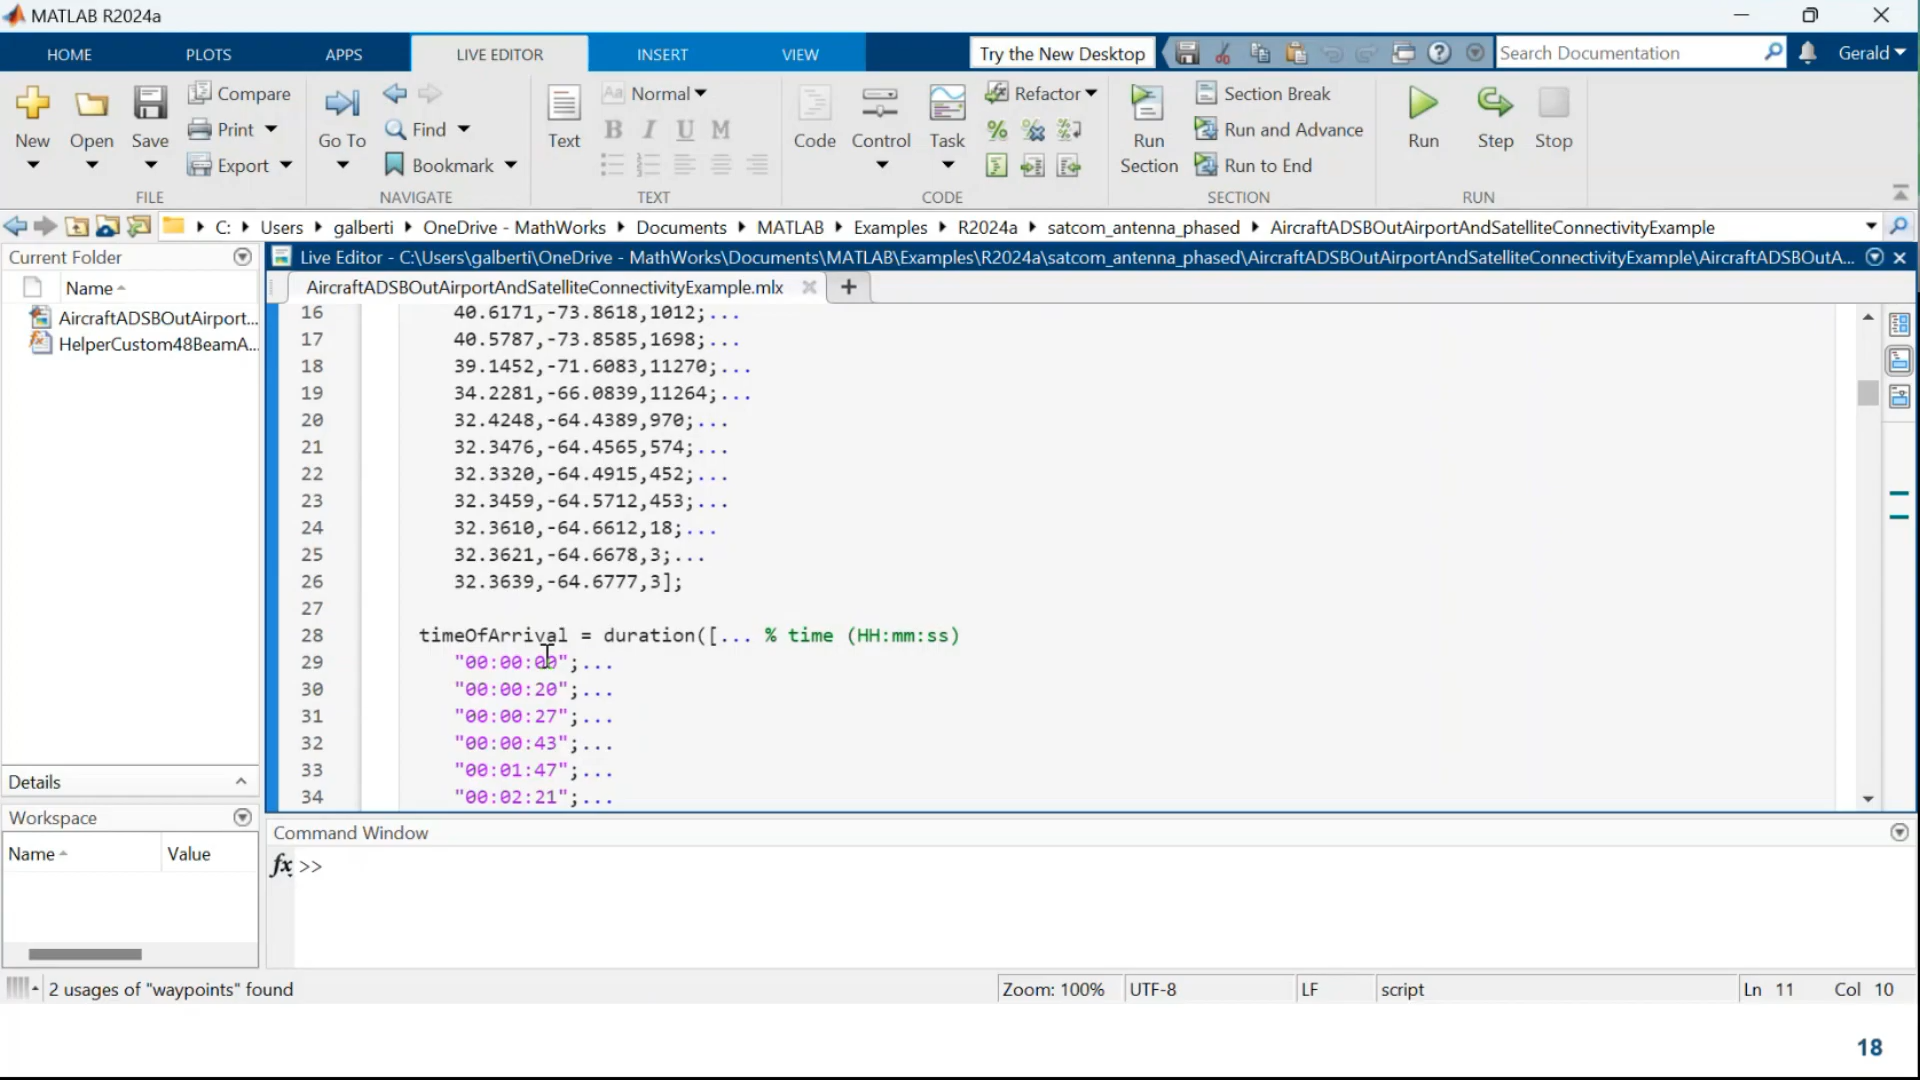 MATLAB R2024a
HOME PLOTS APPS LIVE EDITOR INSERT VIEW Try the New Desktop Search Documentation Gerald
New Open Save Compare Print Export
FILE
Go To Find Bookmark
NAVIGATE
Text Aa Normal B I U M
TEXT
Code Control Task Refactor
CODE
Run Section Section Break Run and Advance Run to End
SECTION
Run Step Stop
RUN
C: Users galberti OneDrive - MathWorks Documents MATLAB Examples R2024a satcom_antenna_phased AircraftADSBOutAirportAndSatelliteConnectivityExample
Current Folder
Name
AircraftADSBOutAirport...
HelperCustom48BeamA...
Details
Workspace
Name Value
Live Editor - C:\Users\galberti\OneDrive - MathWorks\Documents\MATLAB\Examples\R2024a\satcom_antenna_phased\AircraftADSBOutAirportAndSatelliteConnectivityExample\AircraftADSBOutA...
AircraftADSBOutAirportAndSatelliteConnectivityExample.mlx
16 40.6171,-73.8618,1012;...
17 40.5787,-73.8585,1698;...
18 39.1452,-71.6083,11270;...
19 34.2281,-66.0839,11264;...
20 32.4248,-64.4389,970;...
21 32.3476,-64.4565,574;...
22 32.3320,-64.4915,452;...
23 32.3459,-64.5712,453;...
24 32.3610,-64.6612,18;...
25 32.3621,-64.6678,3;...
26 32.3639,-64.6777,3];
27
28 timeOfArrival = duration([... % time (HH:mm:ss)
29 "00:00:00";...
30 "00:00:20";...
31 "00:00:27";...
32 "00:00:43";...
33 "00:01:47";...
34 "00:02:21";...
Command Window
fx >>
2 usages of "waypoints" found Zoom: 100% UTF-8 LF script Ln 11 Col 10
18